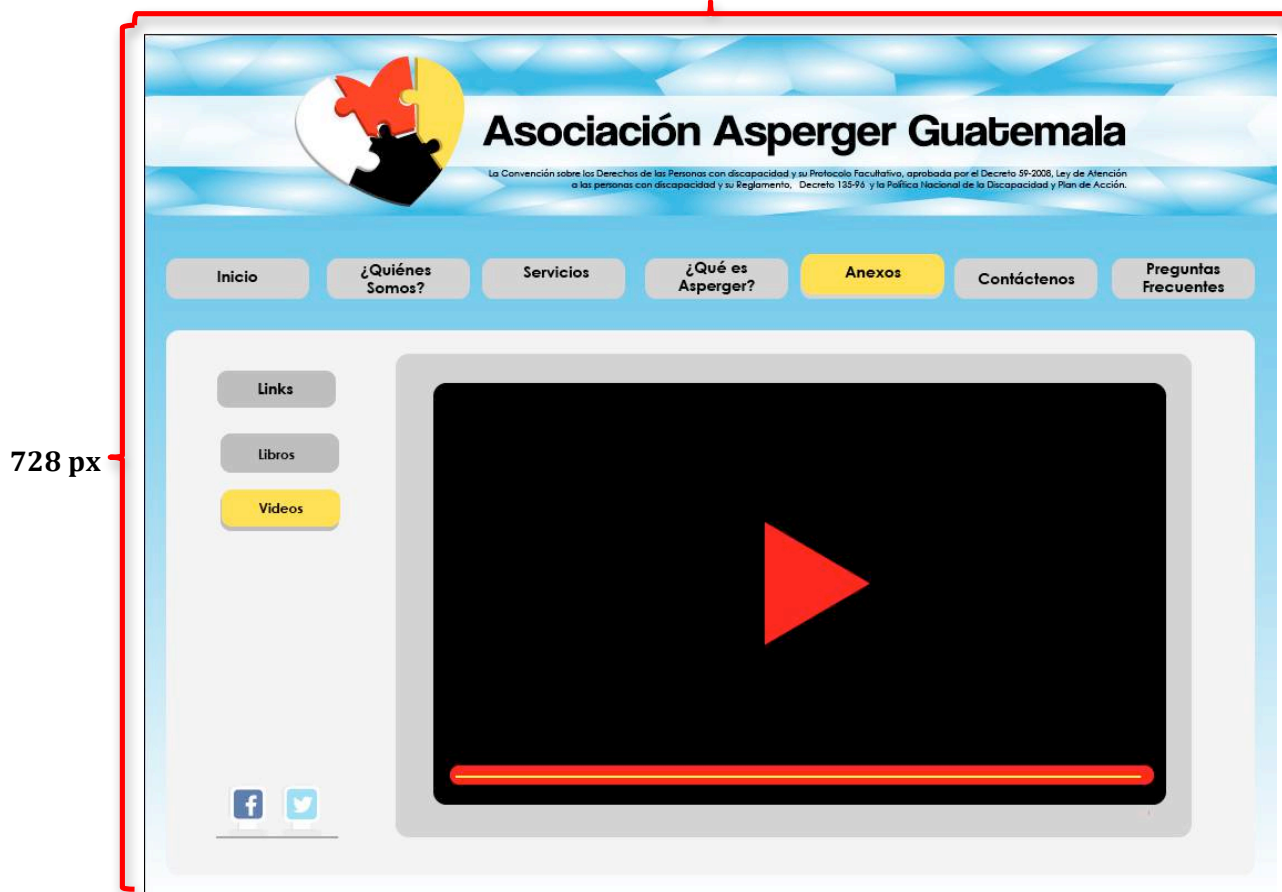 Asociación Asperger Guatemala
La Convención sobre los Derechos de las Personas con discapacidad y su Protocolo Facultativo, aprobada por el Decreto 59-2008, Ley de Atención
a las personas con discapacidad y su Reglamento, Decreto 135-96 y la Política Nacional de la Discapacidad y Plan de Acción.
Inicio
¿Quiénes
Somos?
Servicios
¿Qué es
Asperger?
Anexos
Contáctenos
Preguntas
Frecuentes
Links
Libros
Videos
728 px